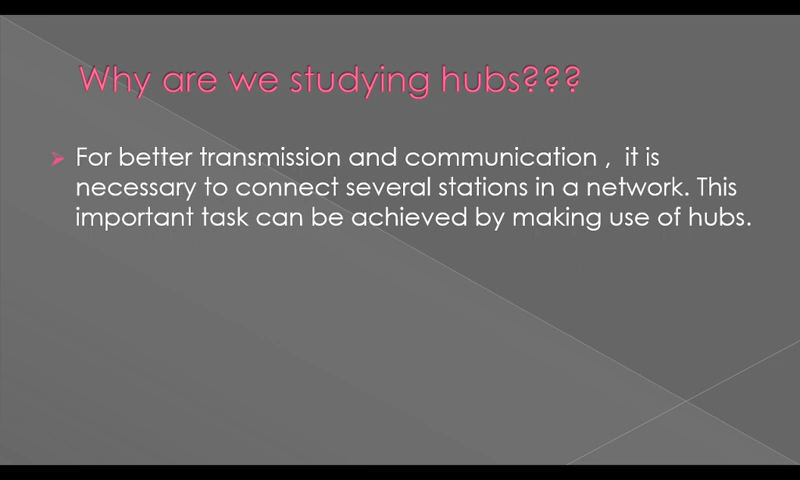 Why are we studying hubs???
For better transmission and communication ,  it is
necessary to connect several stations in a network. This
important task can be achieved by making use of hubs.